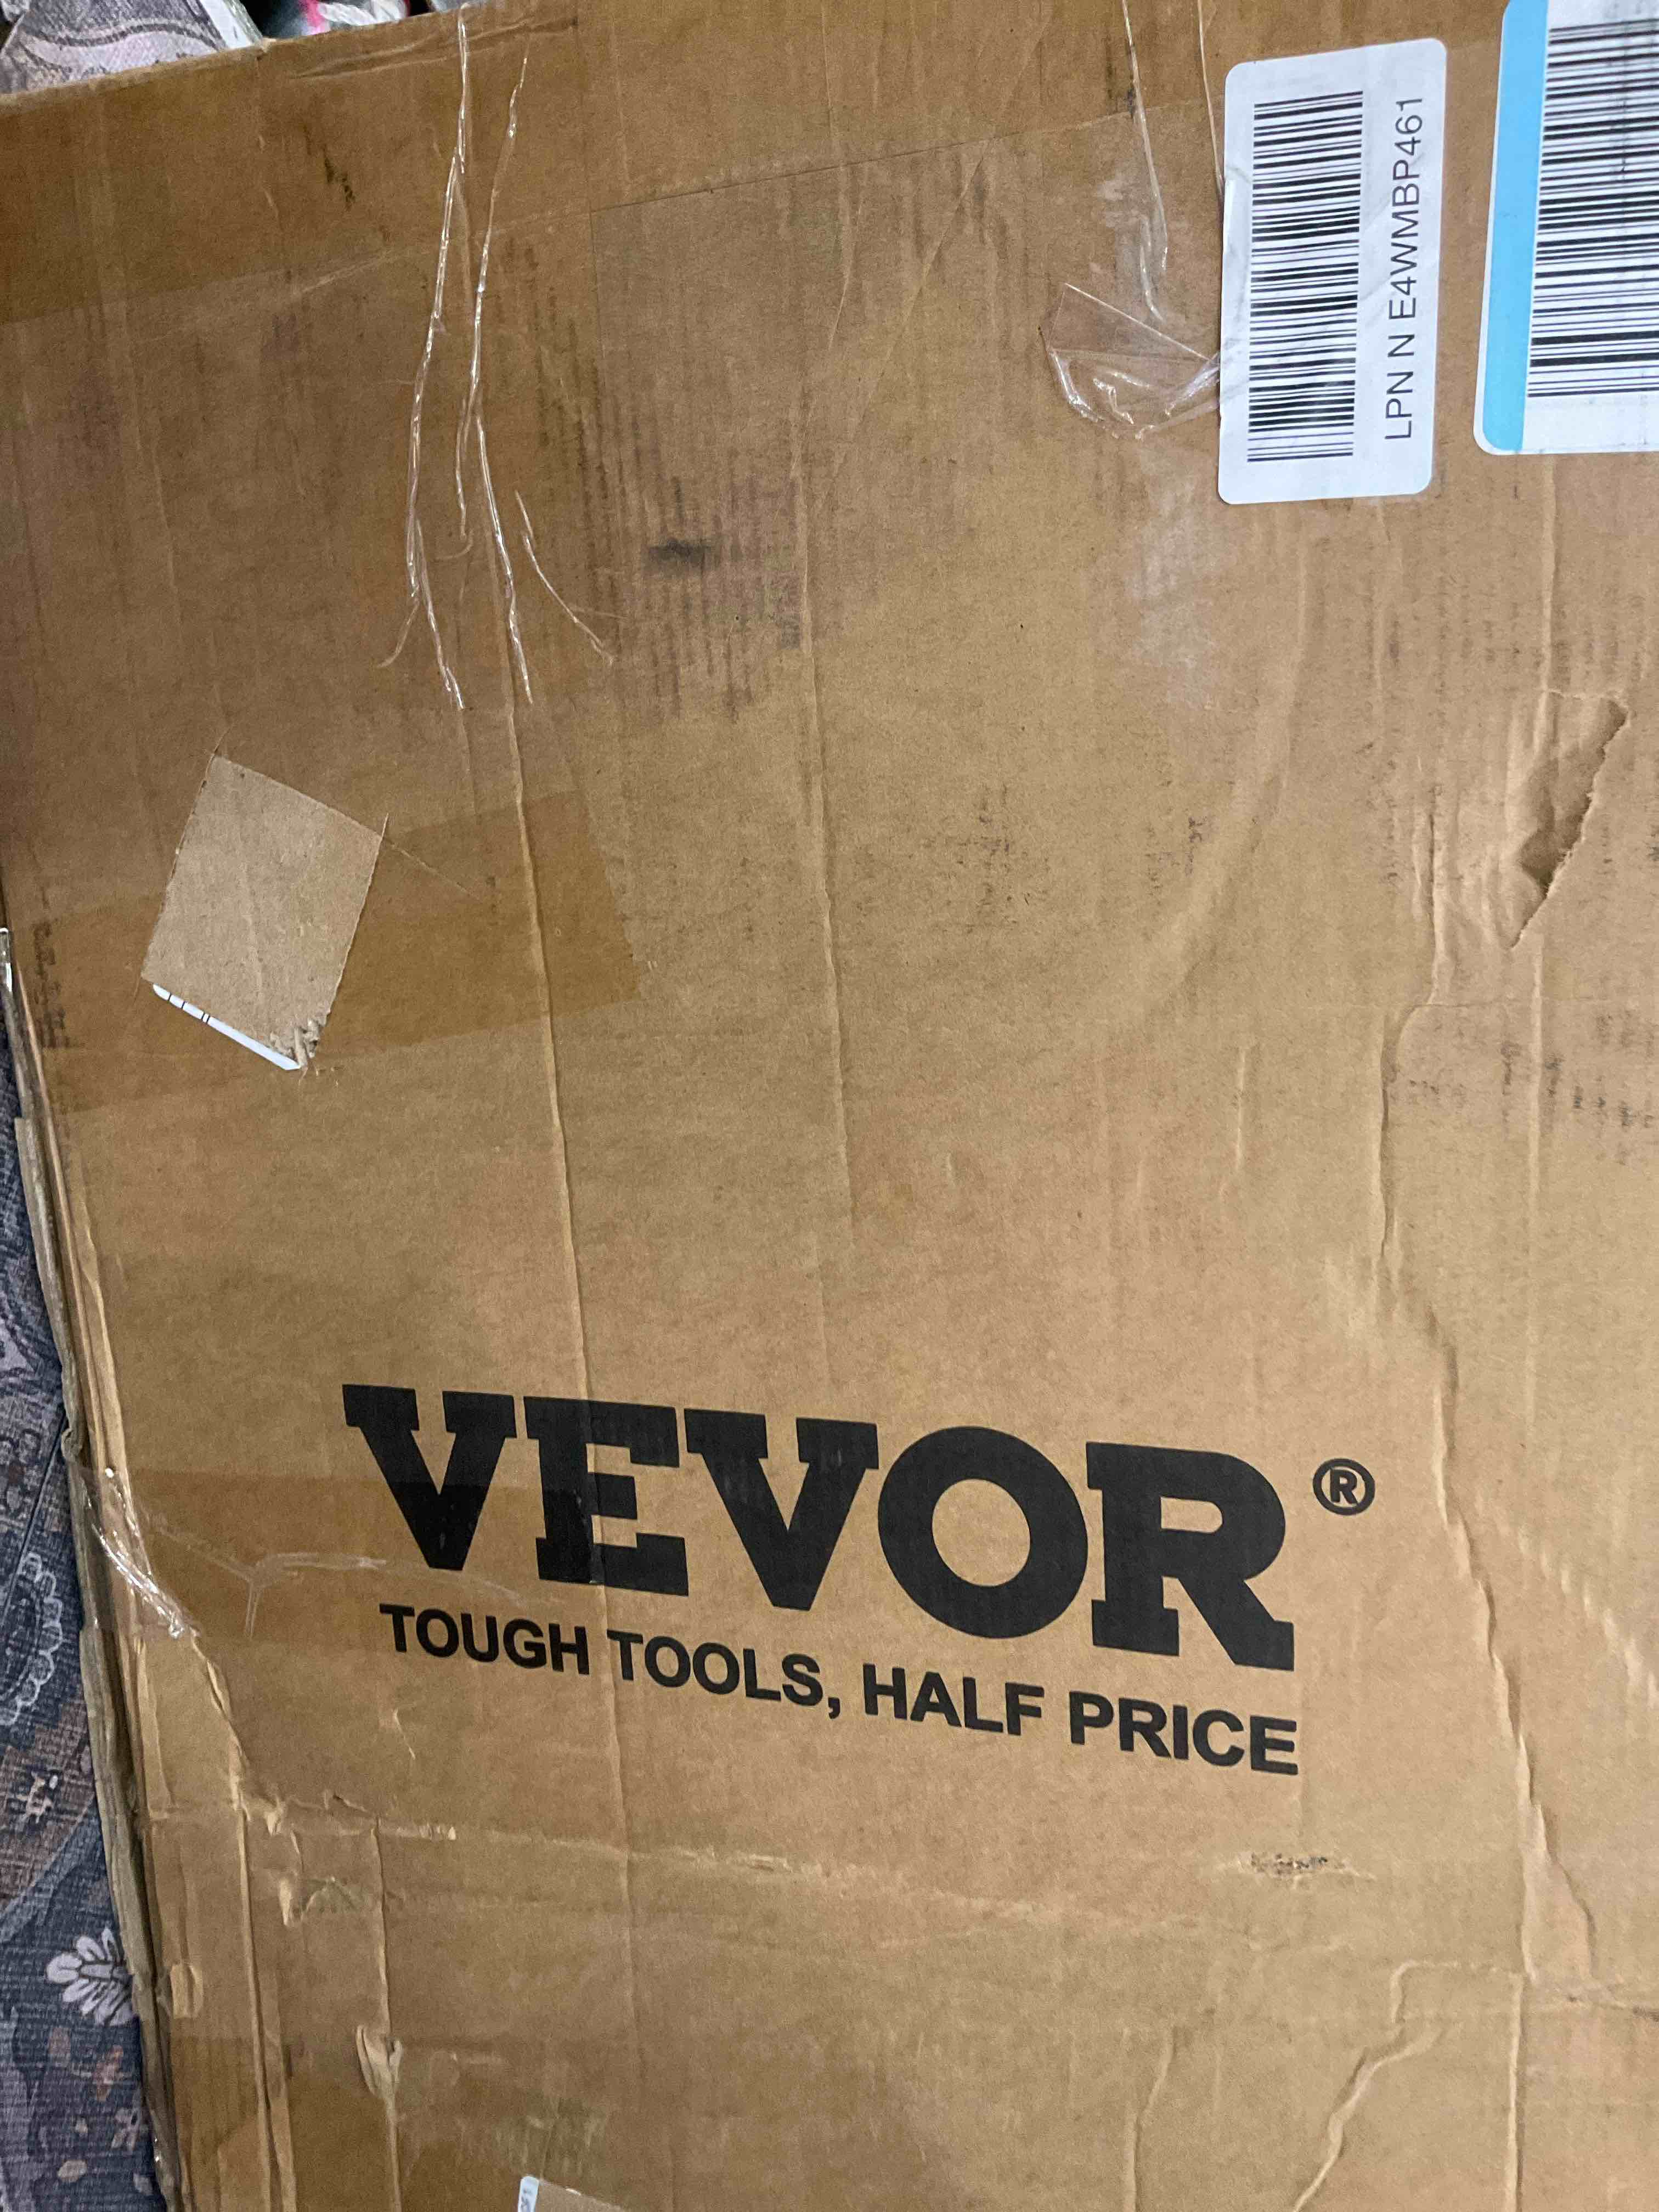 LPN N E4WMBP461
VEVOR®
TOUGH TOOLS, HALF PRICE